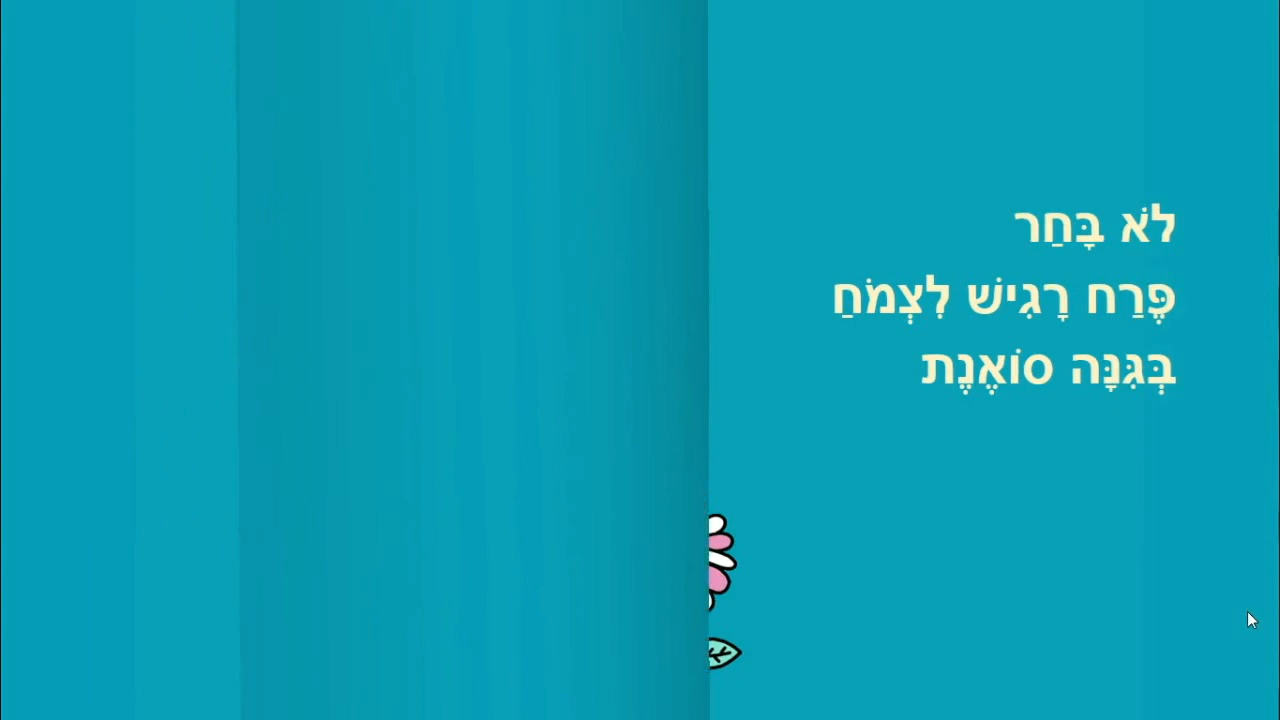 לֹא בָּחַר
פֶּרַח רָגִישׁ לִצְמֹחַ
בְּגִנָּה סוֹאֶנֶת